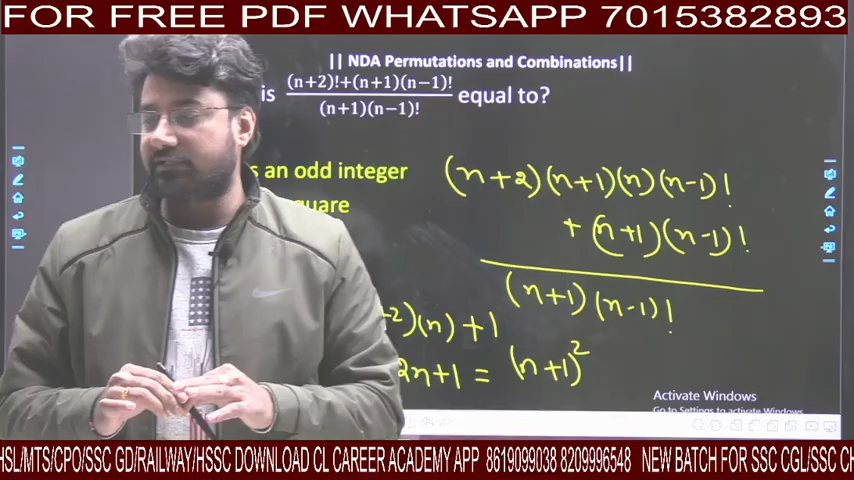 FOR FREE PDF WHATSAPP 7015382893
|| NDA Permutations and Combinations||
is (n+2)!+(n+1)(n−1)! / (n+1)(n−1)! equal to?
s an odd integer
quare
(n+2)(n+1)(n)(n-1)!
+ (n+1)(n-1)!
(n+1)(n-1)!
2)(n) + 1
2n+1 = (n+1)²
Activate Windows
Go to Settings to activate Windows
HSL/MTS/CPO/SSC GD/RAILWAY/HSSC DOWNLOAD CL CAREER ACADEMY APP 8619099038 8209996548 NEW BATCH FOR SSC CGL/SSC CH